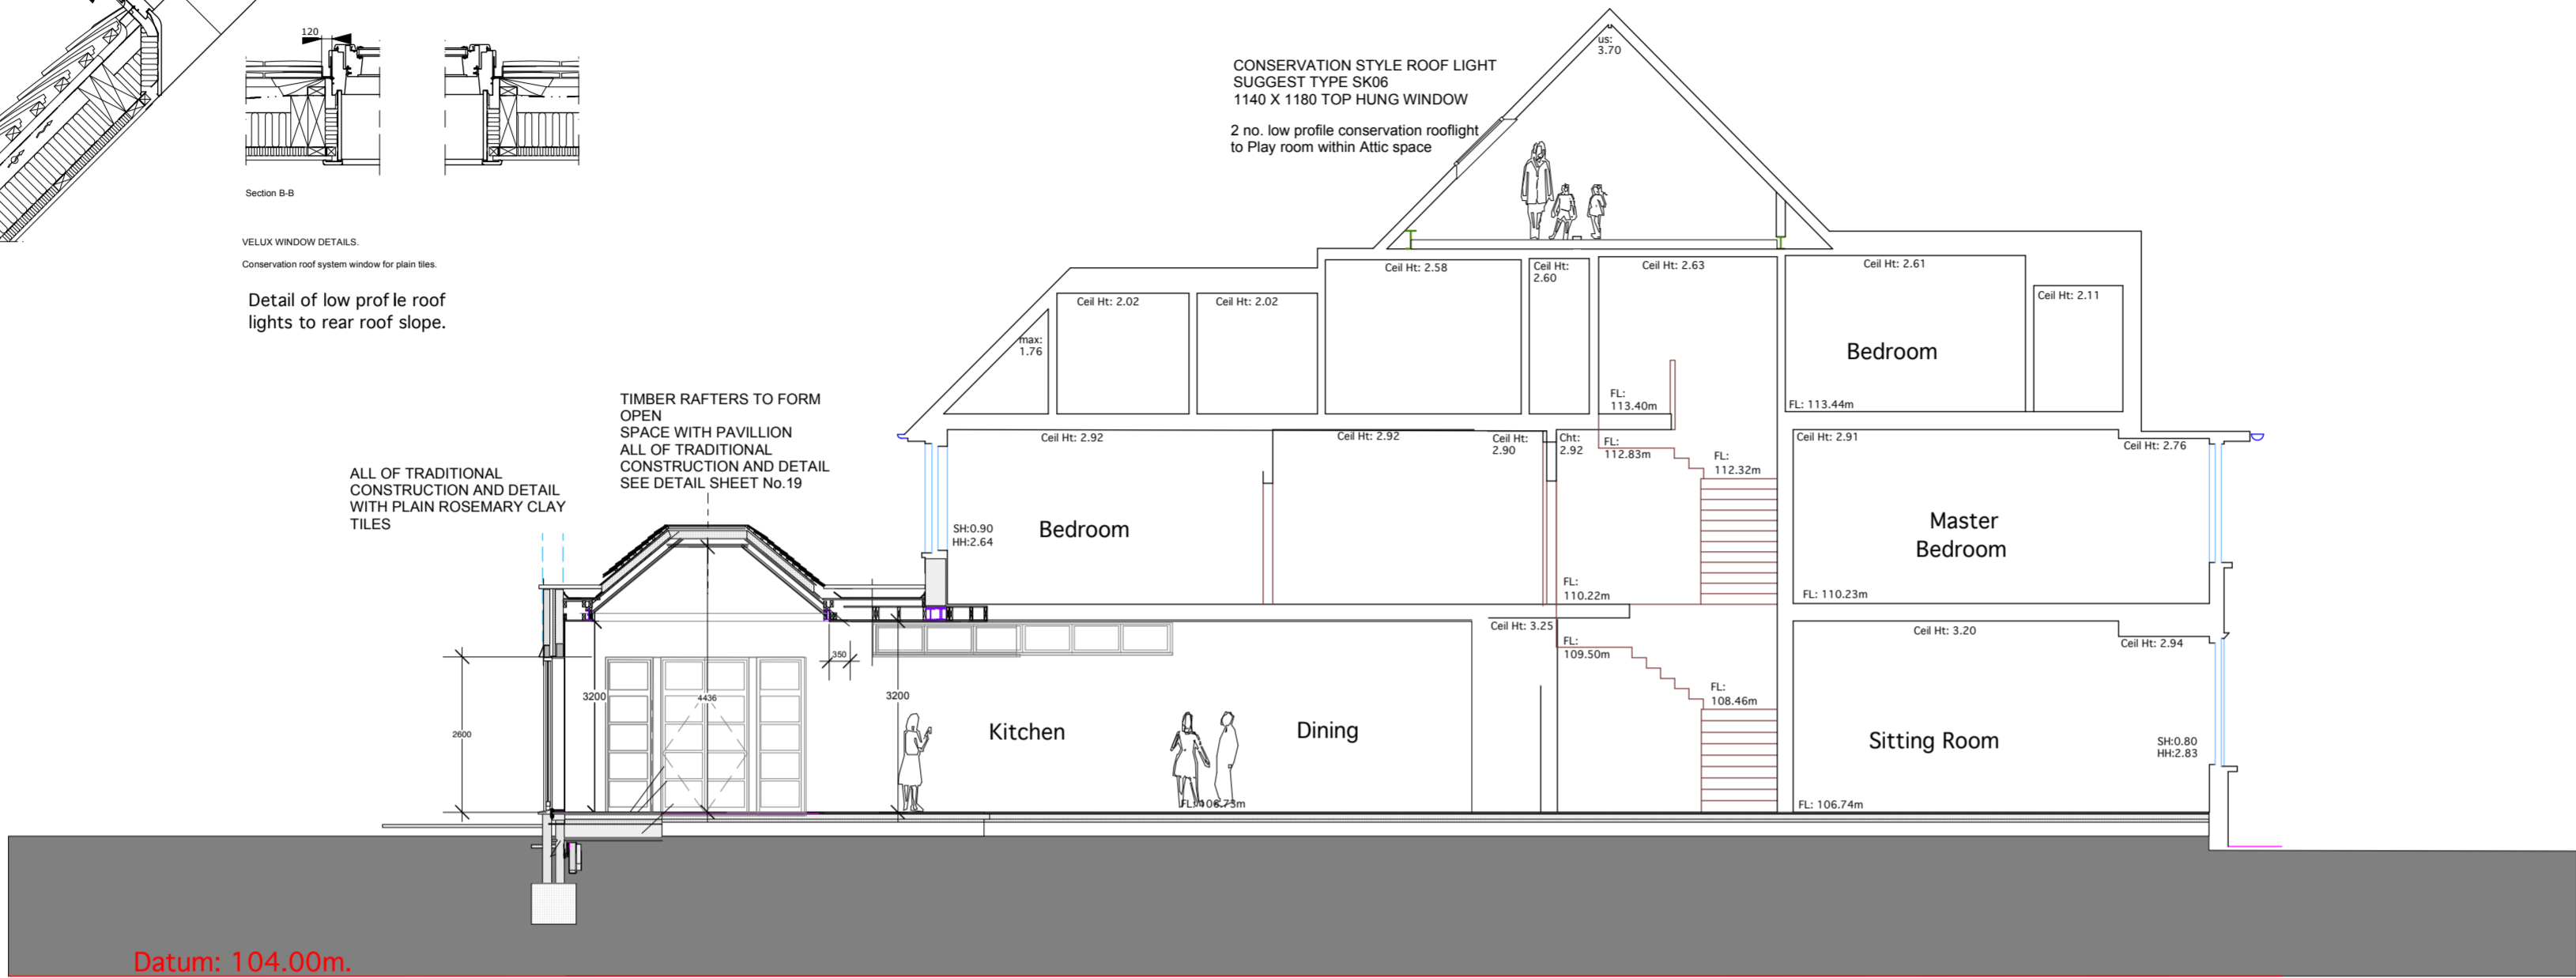 120
Section B-B
VELUX WINDOW DETAILS.
Conservation roof system window for plain tiles.
Detail of low profile roof
lights to rear roof slope.
CONSERVATION STYLE ROOF LIGHT
SUGGEST TYPE SK06
1140 X 1180 TOP HUNG WINDOW
2 no. low profile conservation rooflight
to Play room within Attic space
us:
3.70
Ceil Ht: 2.02
Ceil Ht: 2.02
Ceil Ht: 2.58
Ceil Ht:
2.60
Ceil Ht: 2.63
Ceil Ht: 2.61
Ceil Ht: 2.11
max:
1.76
Bedroom
FL:
113.40m
FL: 113.44m
TIMBER RAFTERS TO FORM
OPEN
SPACE WITH PAVILLION
ALL OF TRADITIONAL
CONSTRUCTION AND DETAIL
SEE DETAIL SHEET No.19
ALL OF TRADITIONAL
CONSTRUCTION AND DETAIL
WITH PLAIN ROSEMARY CLAY
TILES
Ceil Ht: 2.92
Ceil Ht: 2.92
Ceil Ht:
2.90
Cht:
2.92
FL:
112.83m
FL:
112.32m
Ceil Ht: 2.91
Ceil Ht: 2.76
SH:0.90
HH:2.64
Bedroom
Master
Bedroom
FL:
110.22m
FL: 110.23m
Ceil Ht: 3.25
FL:
109.50m
Ceil Ht: 3.20
Ceil Ht: 2.94
350
3200
4436
3200
FL:
108.46m
2600
Kitchen
Dining
Sitting Room
SH:0.80
HH:2.83
FL: 106.73m
FL: 106.74m
Datum: 104.00m.